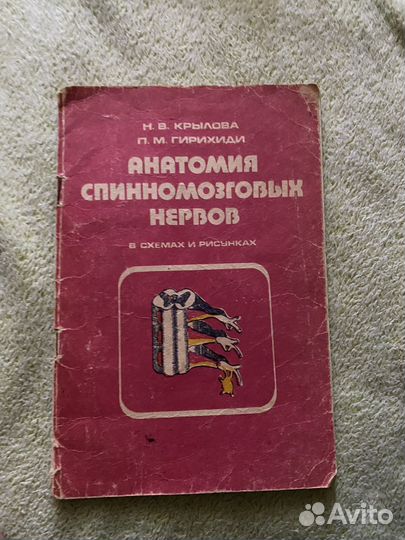 Н. В. КРЫЛОВА
П. М. ГИРИХИДИ
АНАТОМИЯ
СПИННОМОЗГОВЫХ
НЕРВОВ
В СХЕМАХ И РИСУНКАХ
Avito